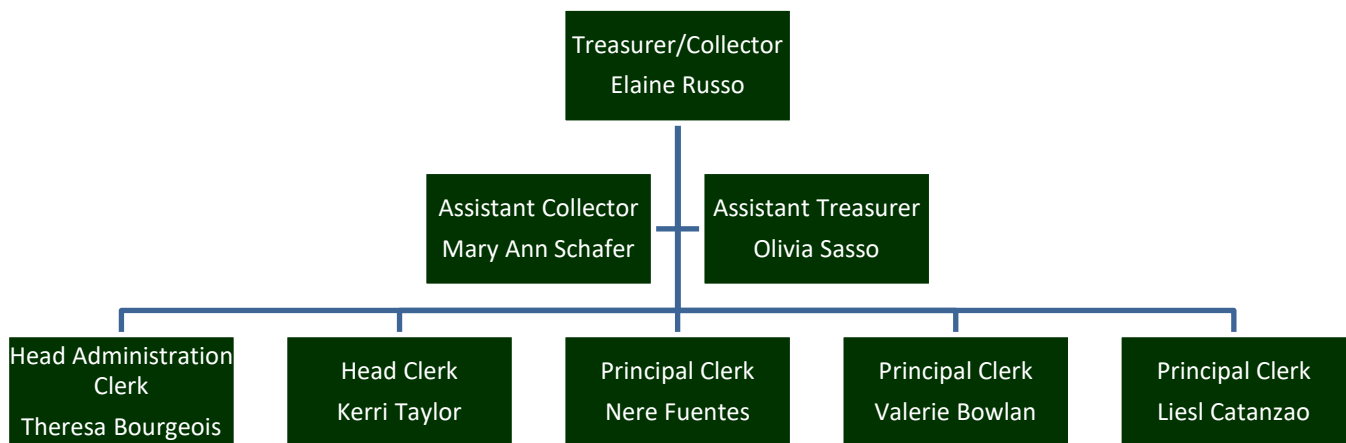 Treasurer/Collector
Elaine Russo
Assistant Collector
Mary Ann Schafer
Assistant Treasurer
Olivia Sasso
Head Administration
Clerk
Theresa Bourgeois
Head Clerk
Kerri Taylor
Principal Clerk
Nere Fuentes
Principal Clerk
Valerie Bowlan
Principal Clerk
Liesl Catanzao